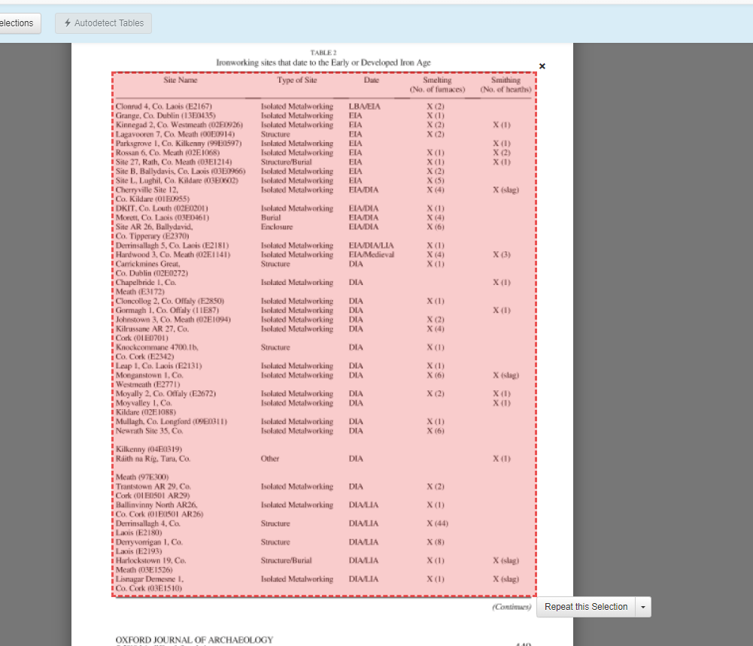 elections
Autodetect Tables
TABLE 2
Ironworking sites that date to the Early or Developed Iron Age
×
Site Name Type of Site Date Smelting Smithing
(No. of furnaces) (No. of hearths)
Clonrud 4, Co. Laois (E2167) Isolated Metalworking LBA/EIA X (2)
Grange, Co. Dublin (13E0435) Isolated Metalworking EIA X (1)
Kinnegad 2, Co. Westmeath (02E0926) Isolated Metalworking EIA X (2) X (1)
Lagavooren 7, Co. Meath (00E0914) Structure EIA X (2)
Parksgrove 1, Co. Kilkenny (99E0597) Isolated Metalworking EIA X (1)
Rossan 6, Co. Meath (02E1068) Isolated Metalworking EIA X (1) X (2)
Site 27, Rath, Co. Meath (03E1214) Structure/Burial EIA X (1) X (1)
Site B, Ballydavis, Co. Laois (03E0966) Isolated Metalworking EIA X (2)
Site L, Lughil, Co. Kildare (03E0602) Isolated Metalworking EIA X (5)
Cherryville Site 12, Isolated Metalworking EIA/DIA X (4) X (slag)
Co. Kildare (01E0955)
DKIT, Co. Louth (02E0201) Isolated Metalworking EIA/DIA X (1)
Morett, Co. Laois (03E0461) Burial EIA/DIA X (4)
Site AR 26, Ballydavid, Enclosure EIA/DIA X (6)
Co. Tipperary (E2370)
Derrinsallagh 5, Co. Laois (E2181) Isolated Metalworking EIA/DIA/LIA X (1)
Hardwood 3, Co. Meath (02E1141) Isolated Metalworking EIA/Medieval X (4) X (3)
Carrickmines Great, Structure DIA X (1)
Co. Dublin (02E0272)
Chapelbride 1, Co. Isolated Metalworking DIA X (1)
Meath (E3172)
Cloncollog 2, Co. Offaly (E2850) Isolated Metalworking DIA X (1)
Gormagh 1, Co. Offaly (11E87) Isolated Metalworking DIA X (1)
Johnstown 3, Co. Meath (02E1094) Isolated Metalworking DIA X (2)
Kilrussane AR 27, Co. Isolated Metalworking DIA X (4)
Cork (01E0701)
Knockcommane 4700.1b, Structure DIA X (1)
Co. Cork (E2342)
Leap 1, Co. Laois (E2131) Isolated Metalworking DIA X (1)
Monganstown 1, Co. Isolated Metalworking DIA X (6) X (slag)
Westmeath (E2771)
Moyally 2, Co. Offaly (E2672) Isolated Metalworking DIA X (2) X (1)
Moyvalley 1, Co. Isolated Metalworking DIA X (1)
Kildare (02E1088)
Mullagh, Co. Longford (09E0311) Isolated Metalworking DIA X (1)
Newrath Site 35, Co. Isolated Metalworking DIA X (6)
Kilkenny (04E0319)
Ráith na Ríg, Tara, Co. Other DIA X (1)
Meath (97E300)
Trantstown AR 29, Co. Isolated Metalworking DIA X (2)
Cork (01E0501 AR29)
Ballinvinny North AR26, Isolated Metalworking DIA/LIA X (1)
Co. Cork (01E0501 AR26)
Derrinsallagh 4, Co. Structure DIA/LIA X (44)
Laois (E2180)
Derryvorrigan 1, Co. Structure DIA/LIA X (8)
Laois (E2193)
Harlockstown 19, Co. Structure/Burial DIA/LIA X (1) X (slag)
Meath (03E1526)
Lisnagar Demesne 1, Isolated Metalworking DIA/LIA X (1) X (slag)
Co. Cork (03E1510)
(Continues)
Repeat this Selection
OXFORD JOURNAL OF ARCHAEOLOGY